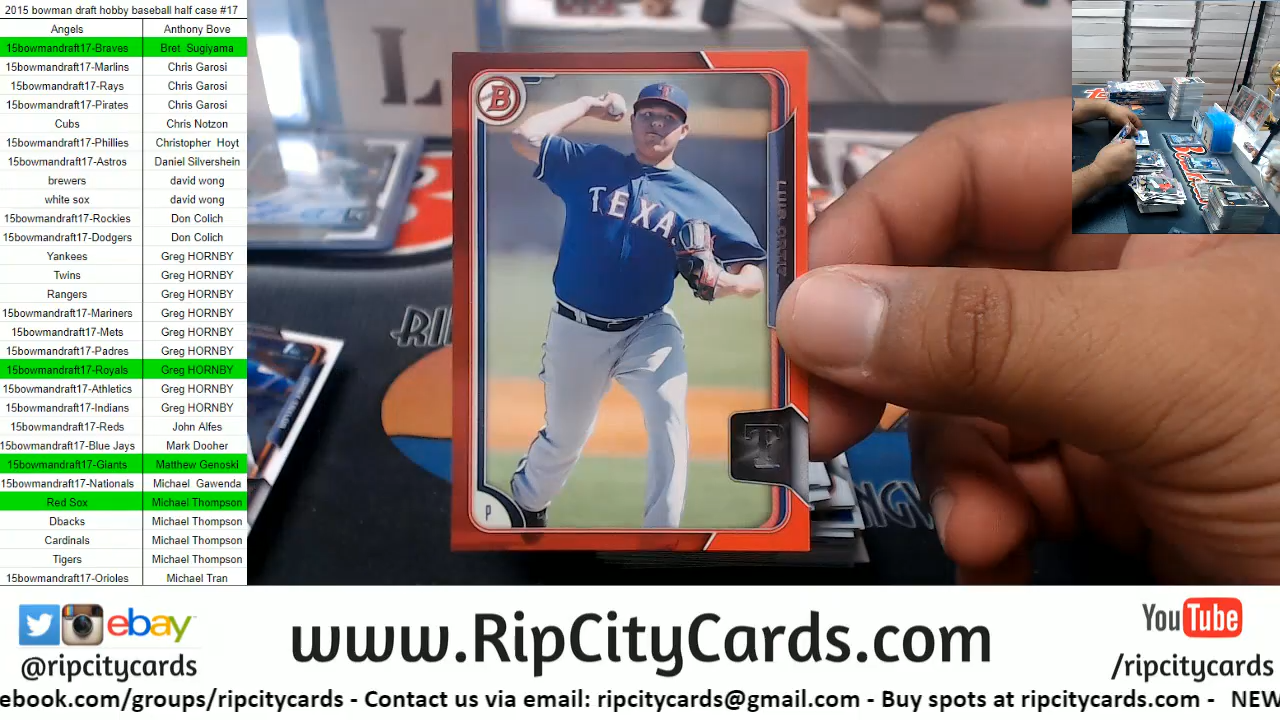 2015 bowman draft hobby baseball half case #17
Angels Anthony Bove
15bowmandraft17-Braves Bret Sugiyama
15bowmandraft17-Marlins Chris Garosi
15bowmandraft17-Rays Chris Garosi
15bowmandraft17-Pirates Chris Garosi
Cubs Chris Notzon
15bowmandraft17-Phillies Christopher Hoyt
15bowmandraft17-Astros Daniel Silvershein
brewers david wong
white sox david wong
15bowmandraft17-Rockies Don Colich
15bowmandraft17-Dodgers Don Colich
Yankees Greg HORNBY
Twins Greg HORNBY
Rangers Greg HORNBY
15bowmandraft17-Mariners Greg HORNBY
15bowmandraft17-Mets Greg HORNBY
15bowmandraft17-Padres Greg HORNBY
15bowmandraft17-Royals Greg HORNBY
15bowmandraft17-Athletics Greg HORNBY
15bowmandraft17-Indians Greg HORNBY
15bowmandraft17-Reds John Alfes
15bowmandraft17-Blue Jays Mark Dooher
15bowmandraft17-Giants Matthew Genoski
15bowmandraft17-Nationals Michael Gawenda
Red Sox Michael Thompson
Dbacks Michael Thompson
Cardinals Michael Thompson
Tigers Michael Thompson
15bowmandraft17-Orioles Michael Tran
B
T
TEXA
LUIS ORTIZ
T
P
ebay
@ripcitycards
www.RipCityCards.com
YouTube
/ripcitycards
ebook.com/groups/ripcitycards - Contact us via email: ripcitycards@gmail.com - Buy spots at ripcitycards.com - NEW